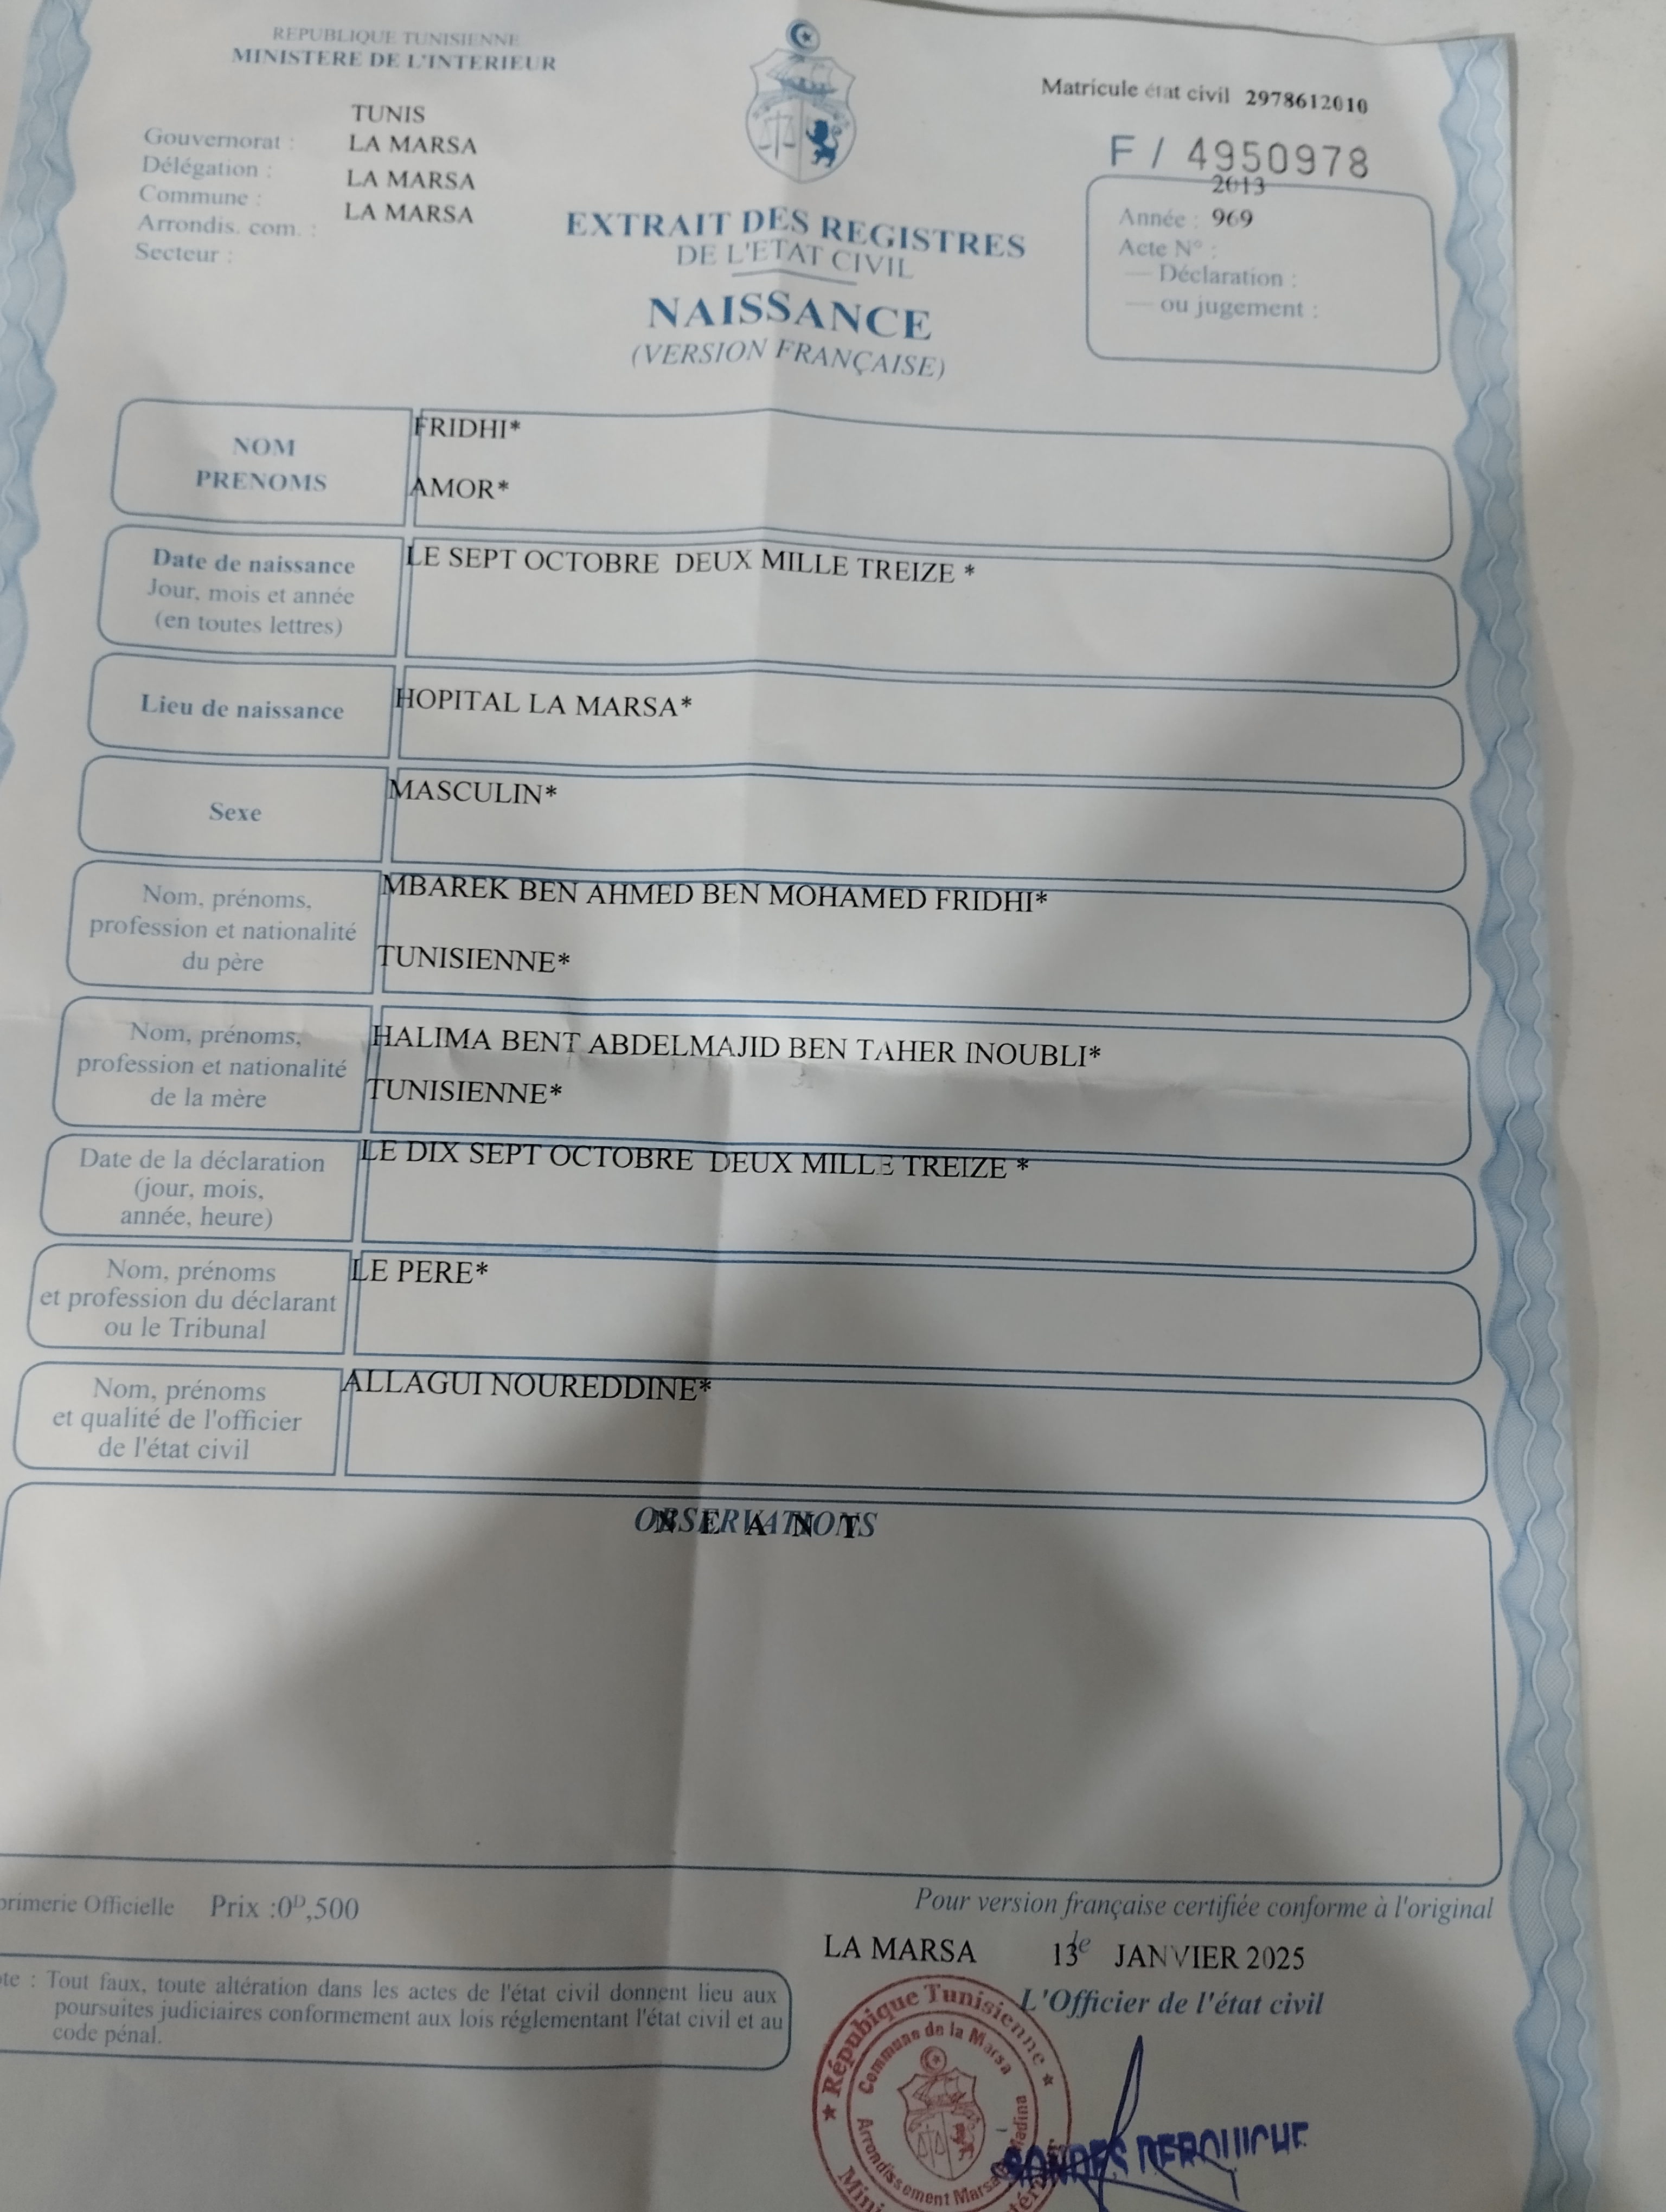 REPUBLIQUE TUNISIENNE
MINISTERE DE L'INTERIEUR
TUNIS
Gouvernorat : LA MARSA
Délégation : LA MARSA
Commune : LA MARSA
Arrondis. com. :
Secteur :
Matricule état civil 2978612010
F / 4950978
2013
Année : 969
Acte N° :
— Déclaration :
— ou jugement :
EXTRAIT DES REGISTRES
DE L'ETAT CIVIL
NAISSANCE
(VERSION FRANÇAISE)
NOM FRIDHI*
PRENOMS AMOR*
Date de naissance LE SEPT OCTOBRE DEUX MILLE TREIZE *
Jour, mois et année
(en toutes lettres)
Lieu de naissance HOPITAL LA MARSA*
Sexe MASCULIN*
Nom, prénoms, MBAREK BEN AHMED BEN MOHAMED FRIDHI*
profession et nationalité
du père TUNISIENNE*
Nom, prénoms, HALIMA BENT ABDELMAJID BEN TAHER INOUBLI*
profession et nationalité
de la mère TUNISIENNE*
Date de la déclaration LE DIX SEPT OCTOBRE DEUX MILLE TREIZE *
(jour, mois,
année, heure)
Nom, prénoms LE PERE*
et profession du déclarant
ou le Tribunal
Nom, prénoms ALLAGUI NOUREDDINE*
et qualité de l'officier
de l'état civil
OBSERVATIONS
N E A N T
Officielle Prix :0ᴰ,500
Pour version française certifiée conforme à l'original
LA MARSA le 13 JANVIER 2025
L'Officier de l'état civil
: Tout faux, toute altération dans les actes de l'état civil donnent lieu aux
poursuites judiciaires conformement aux lois réglementant l'état civil et au
code pénal.
★ République Tunisienne ★
Commune de la Marsa
Arrondissement Marsa Madina